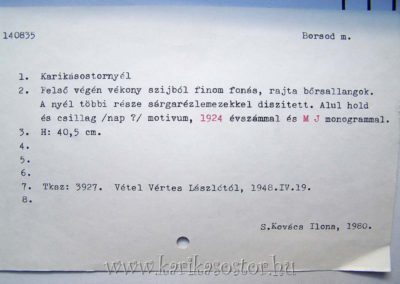 140835 Borsod m.
1. Karikásostornyél
2. Felső végén vékony szijból finom fonás, rajta bőrsallangok.
A nyél többi része sárgarézlemezekkel diszitett. Alul hold
és csillag /nap ?/ motivum, 1924 évszámmal és M J monogrammal.
3. H: 40,5 cm.
4.
5.
6.
7. Tksz: 3927. Vétel Vértes Lászlótól, 1948.IV.19.
8.
S.Kovács Ilona, 1980.
www.karikasostor.hu